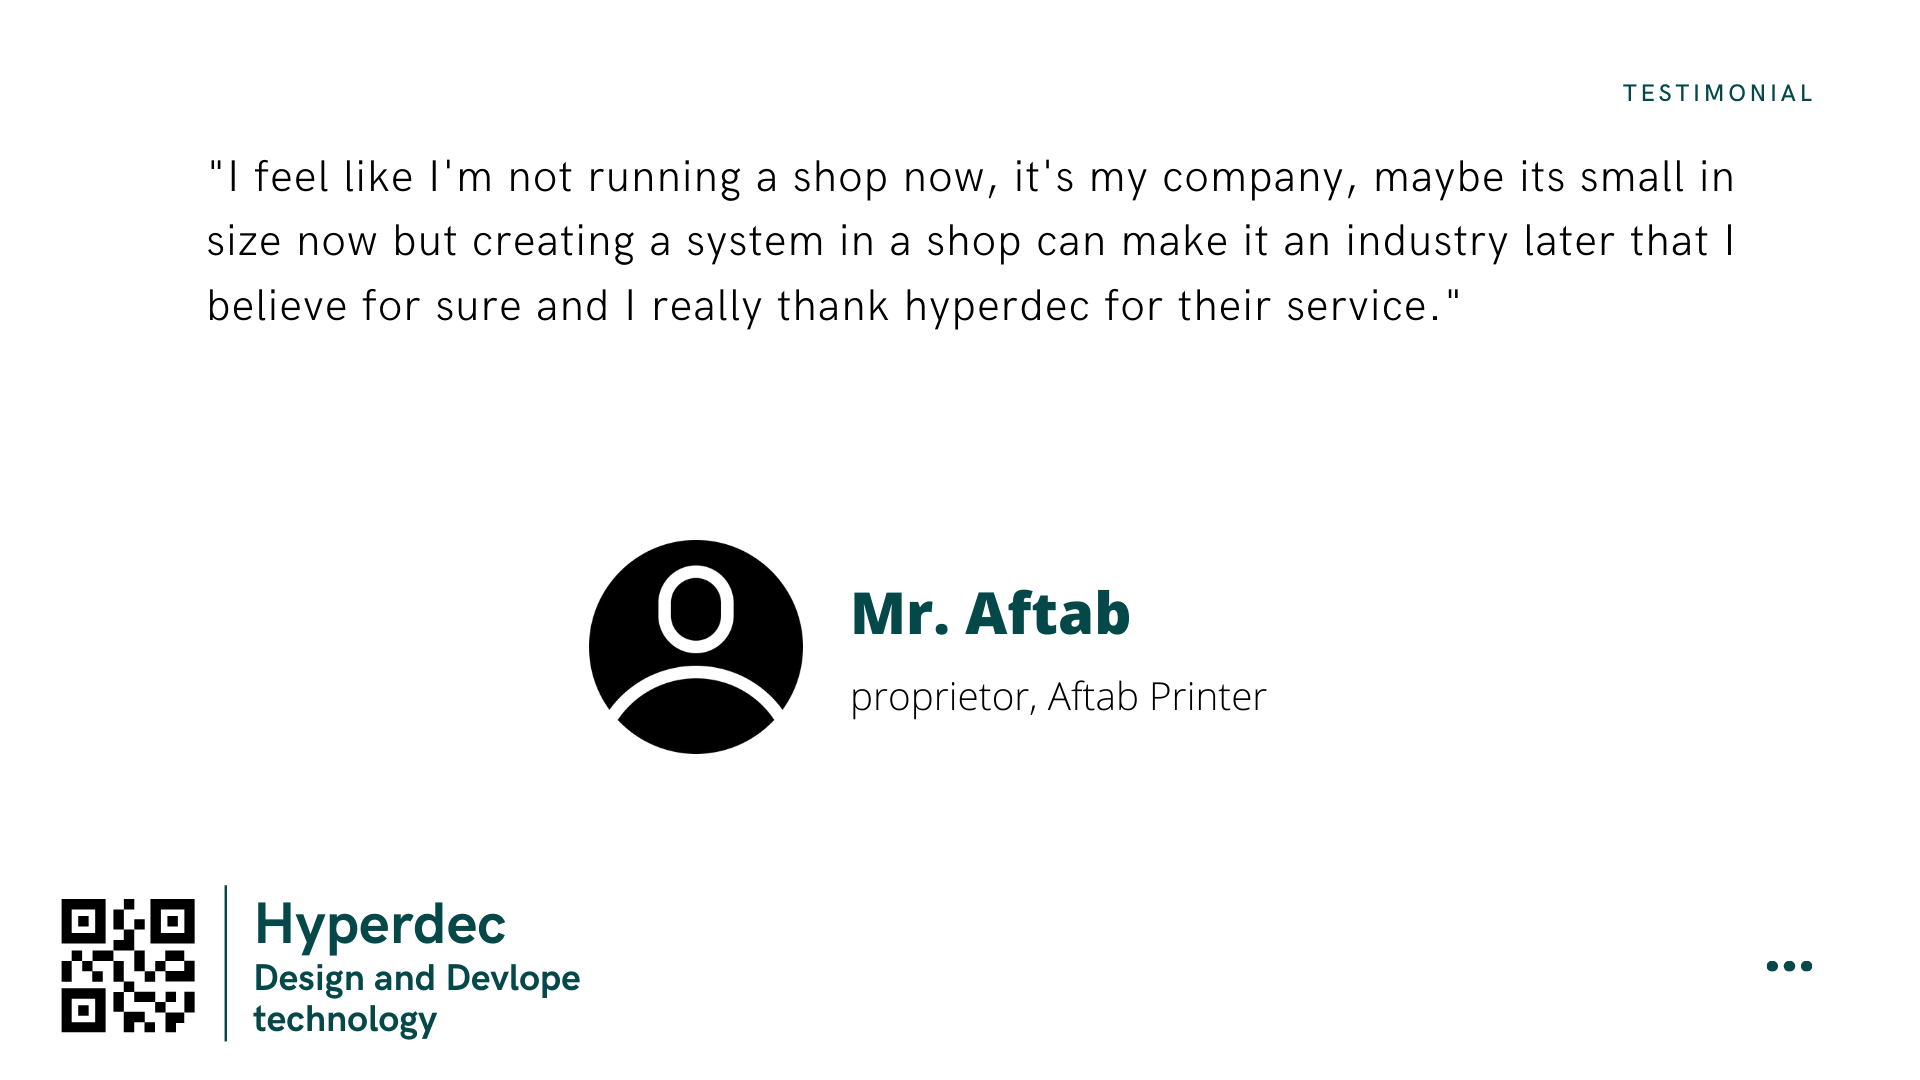 TESTIMONIAL
"I feel like I'm not running a shop now, it's my company, maybe its small in
size now but creating a system in a shop can make it an industry later that I
believe for sure and I really thank hyperdec for their service."
Mr. Aftab
proprietor, Aftab Printer
Hyperdec
Design and Devlope
technology